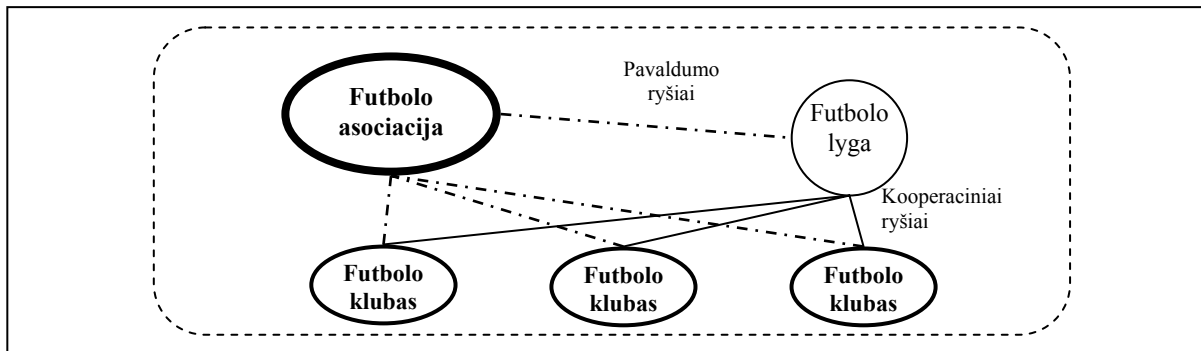 Futbolo
asociacija
Pavaldumo
ryšiai
Futbolo
lyga
Kooperaciniai
ryšiai
Futbolo
klubas
Futbolo
klubas
Futbolo
klubas